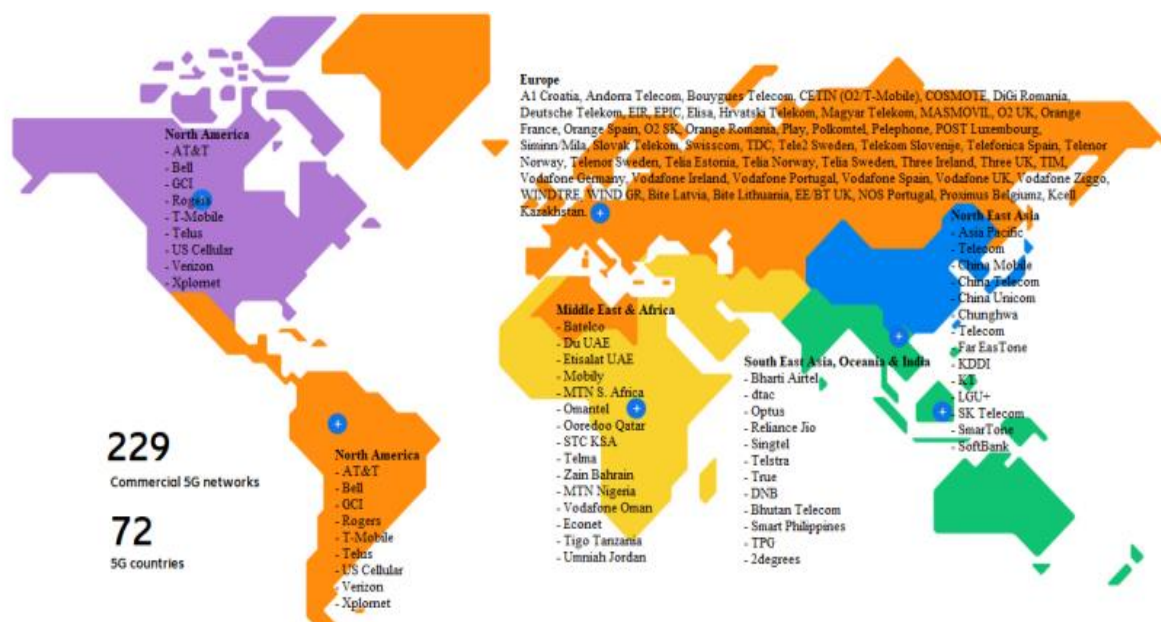 Europe
A1 Croatia, Andorra Telecom, Bouygues Telecom, CETIN (O2/T-Mobile), COSMOTE, DiGi Romania,
Deutsche Telekom, EIR, EPIC, Elisa, Hrvatski Telekom, Magyar Telekom, MASMOVIL, O2 UK, Orange
France, Orange Spain, O2 SK, Orange Romania, Play, Polkomtel, Pelephone, POST Luxembourg,
Siminn/Mila, Slovak Telekom, Swisscom, TDC, Tele2 Sweden, Telekom Slovenije, Telefonica Spain, Telenor
Norway, Telenor Sweden, Telia Estonia, Telia Norway, Telia Sweden, Three Ireland, Three UK, TIM,
Vodafone Germany, Vodafone Ireland, Vodafone Portugal, Vodafone Spain, Vodafone UK, Vodafone Ziggo,
WINDTRE, WIND GR, Bite Latvia, Bite Lithuania, EE/BT UK, NOS Portugal, Proximus Belgiumz, Kcell
Kazakhstan.
North America
- AT&T
- Bell
- GCI
- Rogers
- T-Mobile
- Telus
- US Cellular
- Verizon
- Xplornet
North East Asia
- Asia Pacific
- Telecom
- China Mobile
- China Telecom
- China Unicom
- Chunghwa
- Telecom
- Far EasTone
- KDDI
- KT
- LGU+
- SK Telecom
- SmarTone
- SoftBank
Middle East & Africa
- Batelco
- Du UAE
- Etisalat UAE
- Mobily
- MTN S. Africa
- Omantel
- Ooredoo Qatar
- STC KSA
- Telma
- Zain Bahrain
- MTN Nigeria
- Vodafone Oman
- Econet
- Tigo Tanzania
- Umniah Jordan
South East Asia, Oceania & India
- Bharti Airtel
- dtac
- Optus
- Reliance Jio
- Singtel
- Telstra
- True
- DNB
- Bhutan Telecom
- Smart Philippines
- TPG
- 2degrees
229
Commercial 5G networks
72
5G countries
North America
- AT&T
- Bell
- GCI
- Rogers
- T-Mobile
- Telus
- US Cellular
- Verizon
- Xplornet